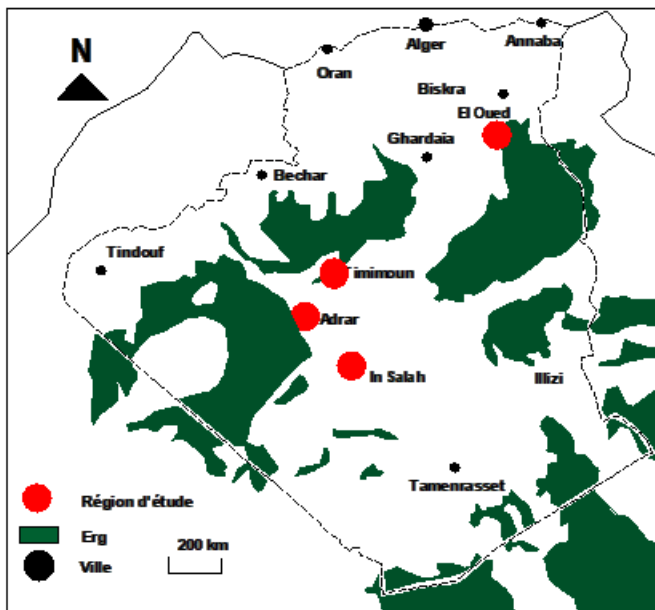 N
Alger
Annaba
Oran
Biskra
El Oued
Ghardaia
Bechar
Tindouf
Timimoun
Adrar
In Salah
Illizi
Tamenrasset
Région d'étude
Erg
200 km
Ville